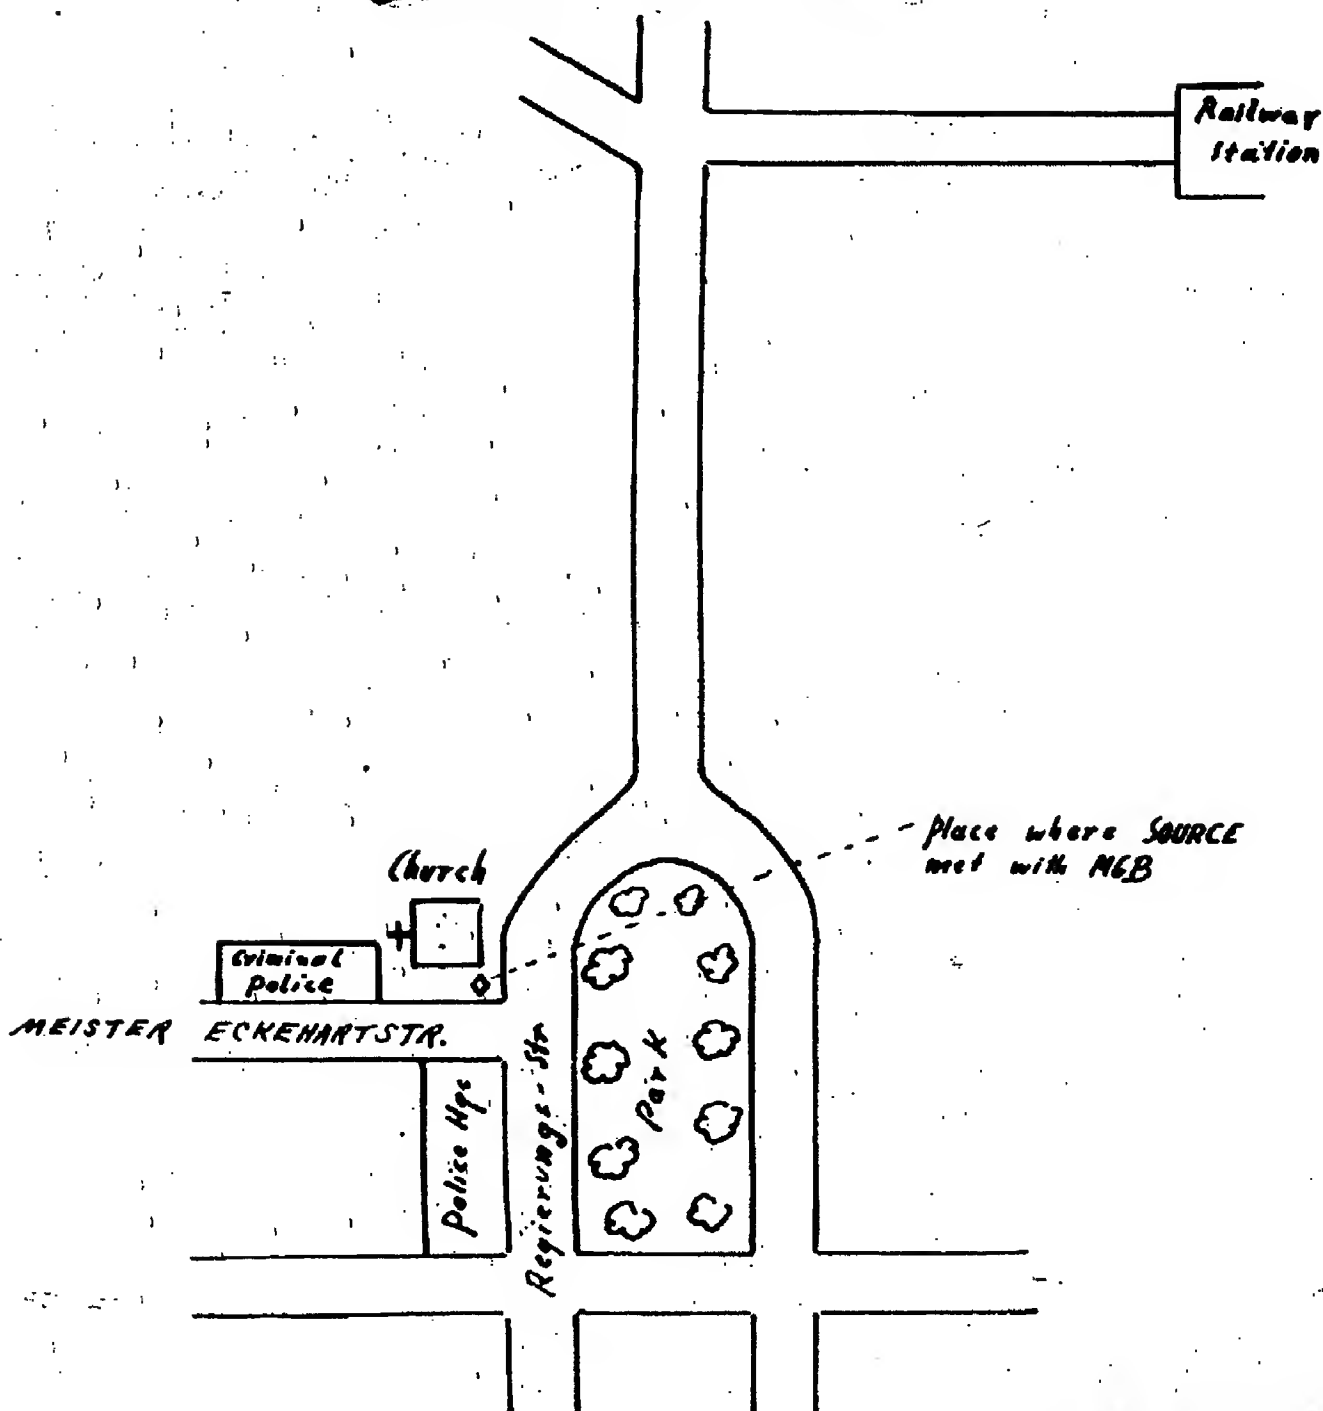 Railway
Station
place where SOURCE
met with MGB
Church
Criminal
police
MEISTER ECKEHARTSTR.
Regierungs-Str
Park
Police Hqs